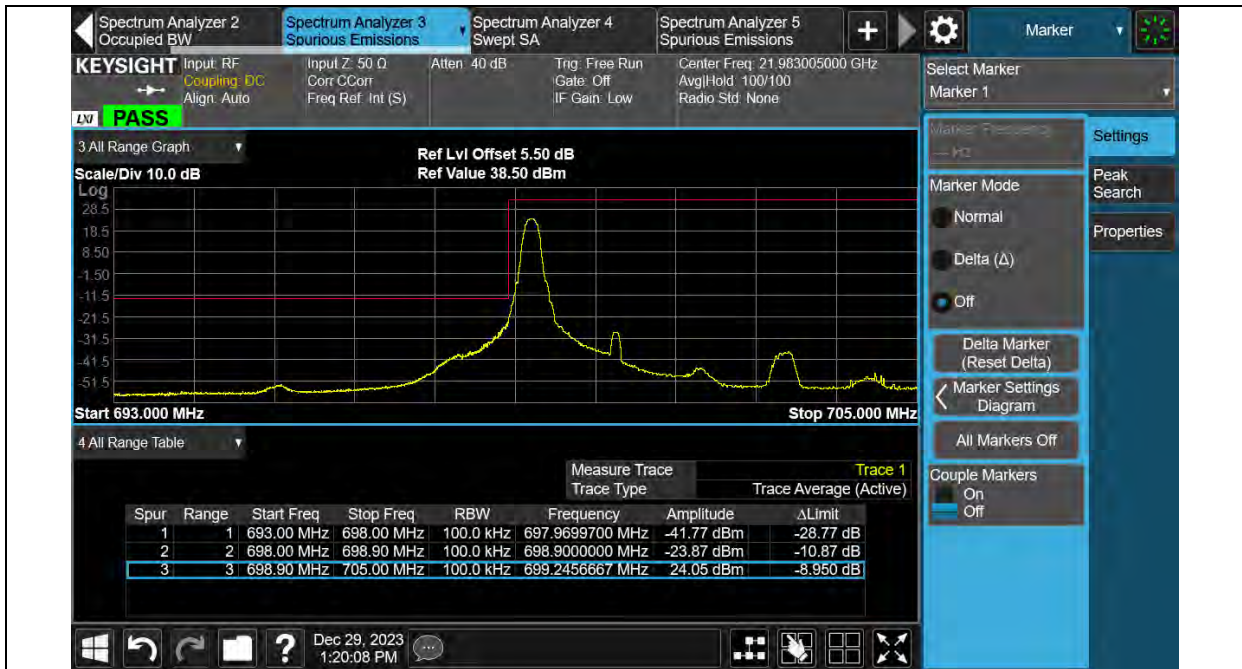 Spectrum Analyzer 2
Occupied BW
Spectrum Analyzer 3
Spurious Emissions
Spectrum Analyzer 4
Swept SA
Spectrum Analyzer 5
Spurious Emissions
+
Marker
KEYSIGHT
Input: RF
Coupling: DC
Align: Auto
Input Z: 50 Ω
Corr CCorr
Freq Ref: Int (S)
Atten: 40 dB
Trig: Free Run
Gate: Off
IF Gain: Low
Center Freq: 21.983005000 GHz
Avg|Hold: 100/100
Radio Std: None
LXI PASS
Select Marker
Marker 1
3 All Range Graph
Ref Lvl Offset 5.50 dB
Scale/Div 10.0 dB
Ref Value 38.50 dBm
Log
28.5
18.5
8.50
-1.50
-11.5
-21.5
-31.5
-41.5
-51.5
Start 693.000 MHz
Stop 705.000 MHz
Marker Frequency
--- Hz
Settings
Marker Mode
Normal
Delta (Δ)
Off
Peak
Search
Properties
Delta Marker
(Reset Delta)
Marker Settings
Diagram
All Markers Off
Couple Markers
On
Off
4 All Range Table
Measure Trace Trace 1
Trace Type Trace Average (Active)
Spur Range Start Freq Stop Freq RBW Frequency Amplitude ΔLimit
1 1 693.00 MHz 698.00 MHz 100.0 kHz 697.9699700 MHz -41.77 dBm -28.77 dB
2 2 698.00 MHz 698.90 MHz 100.0 kHz 698.9000000 MHz -23.87 dBm -10.87 dB
3 3 698.90 MHz 705.00 MHz 100.0 kHz 699.2456667 MHz 24.05 dBm -8.950 dB
?
Dec 29, 2023
1:20:08 PM